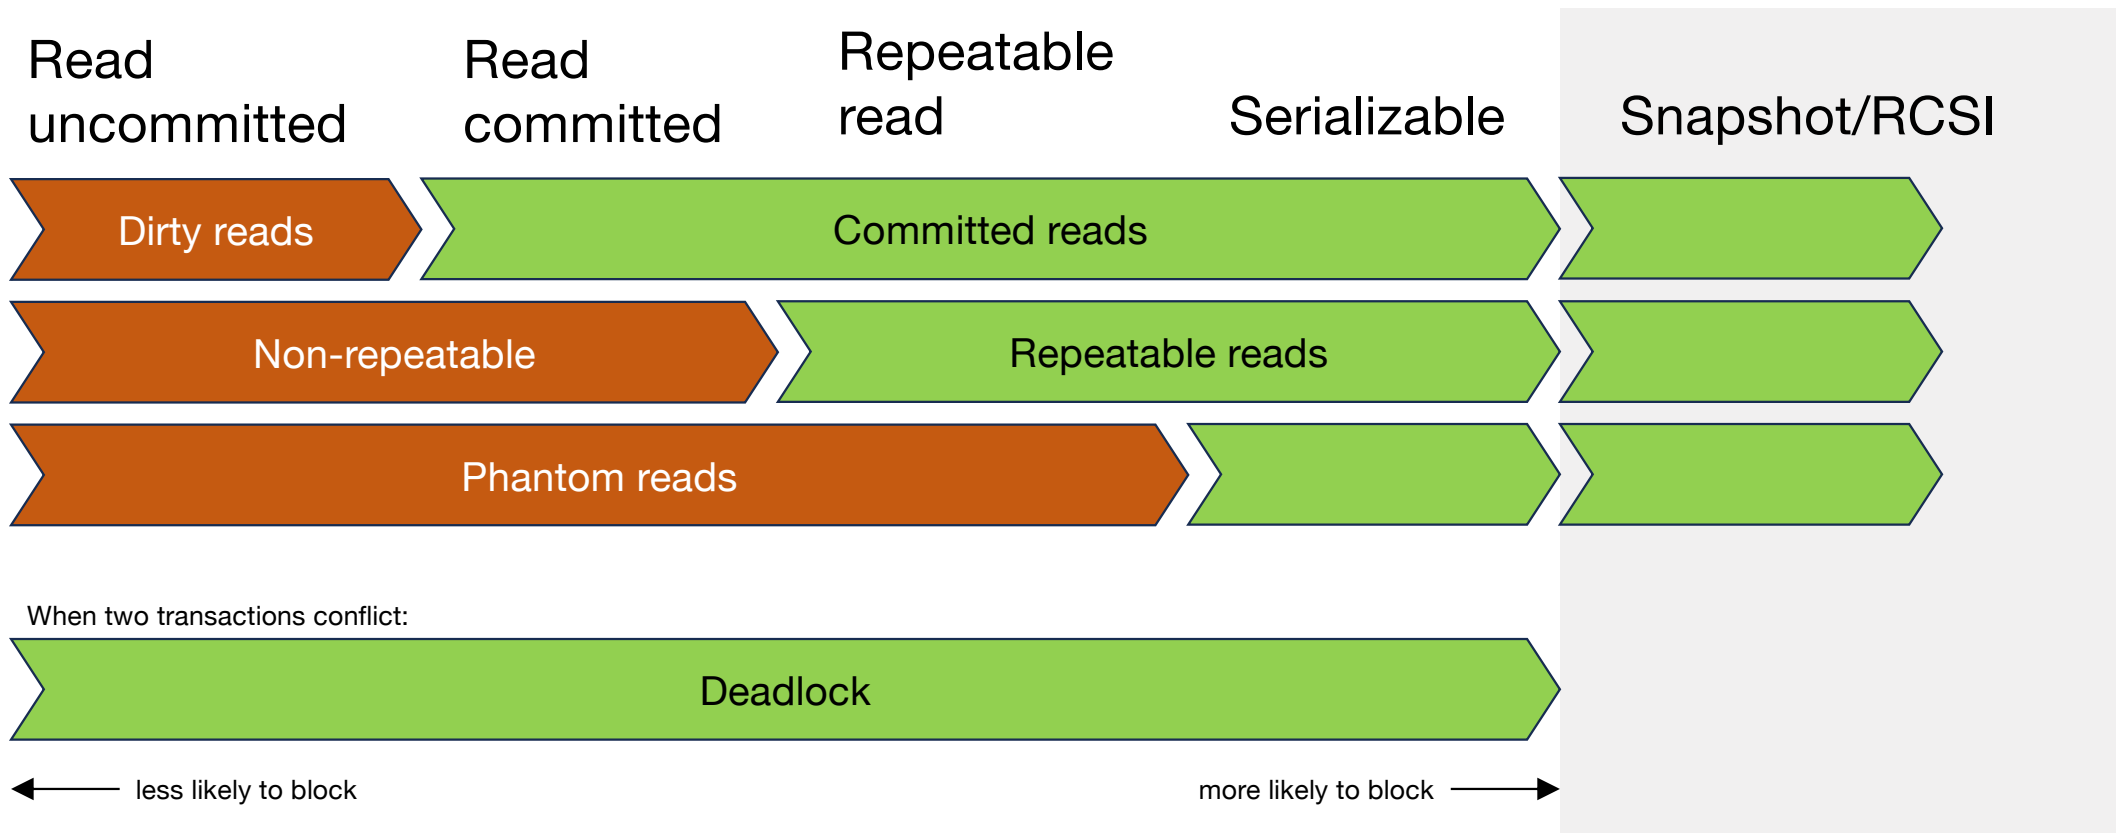 Read
uncommitted
Read
committed
Repeatable
read
Serializable
Snapshot/RCSI
Dirty reads
Committed reads
Non-repeatable
Repeatable reads
Phantom reads
When two transactions conflict:
Deadlock
less likely to block
more likely to block